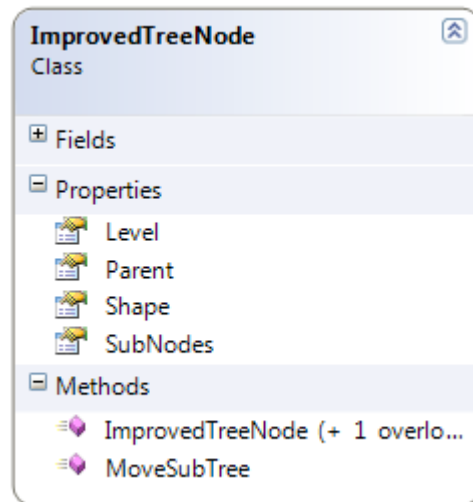 ImprovedTreeNode
Class
Fields
Properties
Level
Parent
Shape
SubNodes
Methods
ImprovedTreeNode (+ 1 overlo...
MoveSubTree